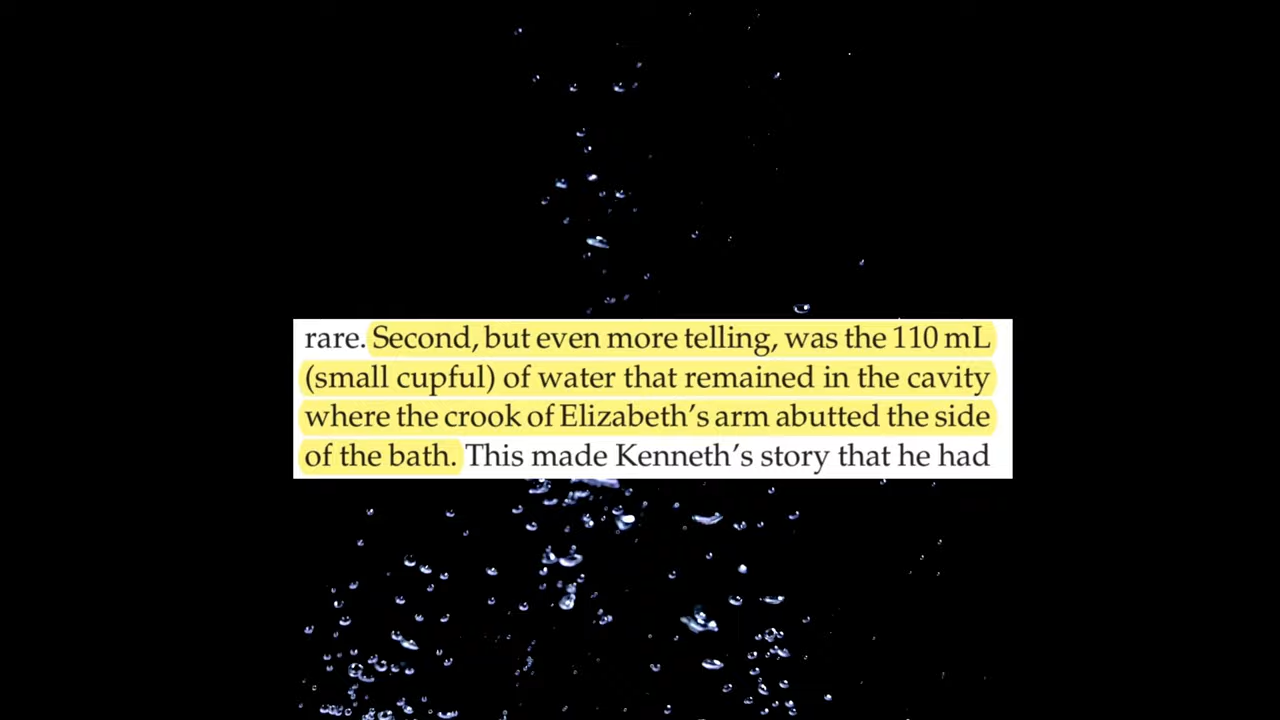 rare. Second, but even more telling, was the 110 mL
(small cupful) of water that remained in the cavity
where the crook of Elizabeth’s arm abutted the side
of the bath. This made Kenneth’s story that he had